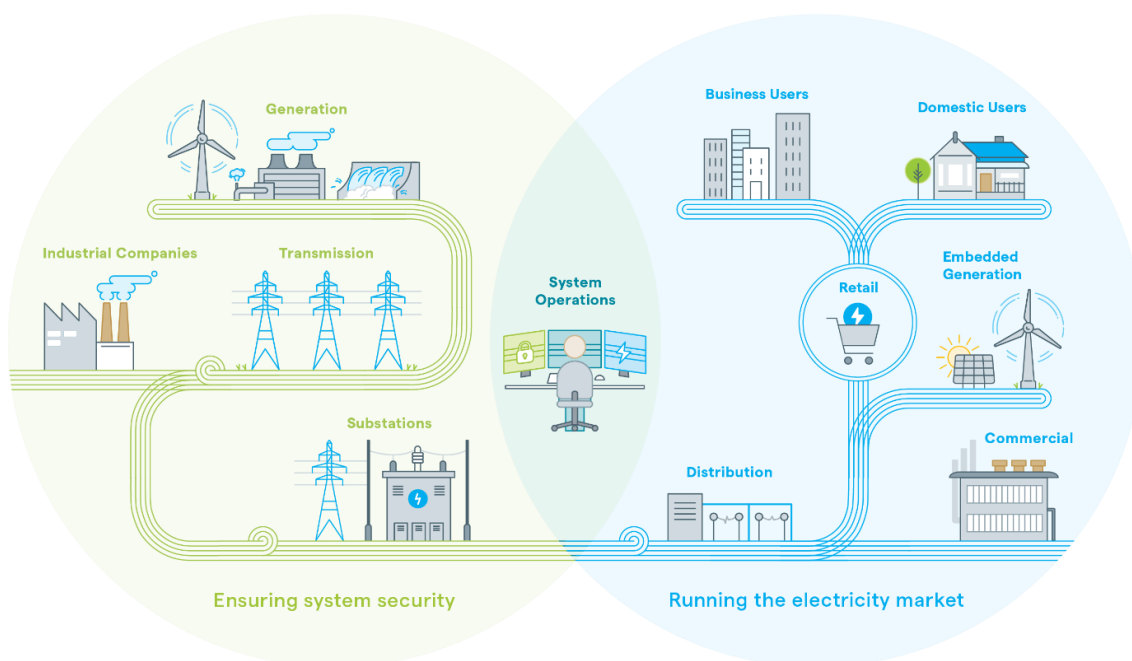 Generation
Industrial Companies
Transmission
Substations
Ensuring system security
System
Operations
Business Users
Domestic Users
Retail
Embedded
Generation
Commercial
Distribution
Running the electricity market